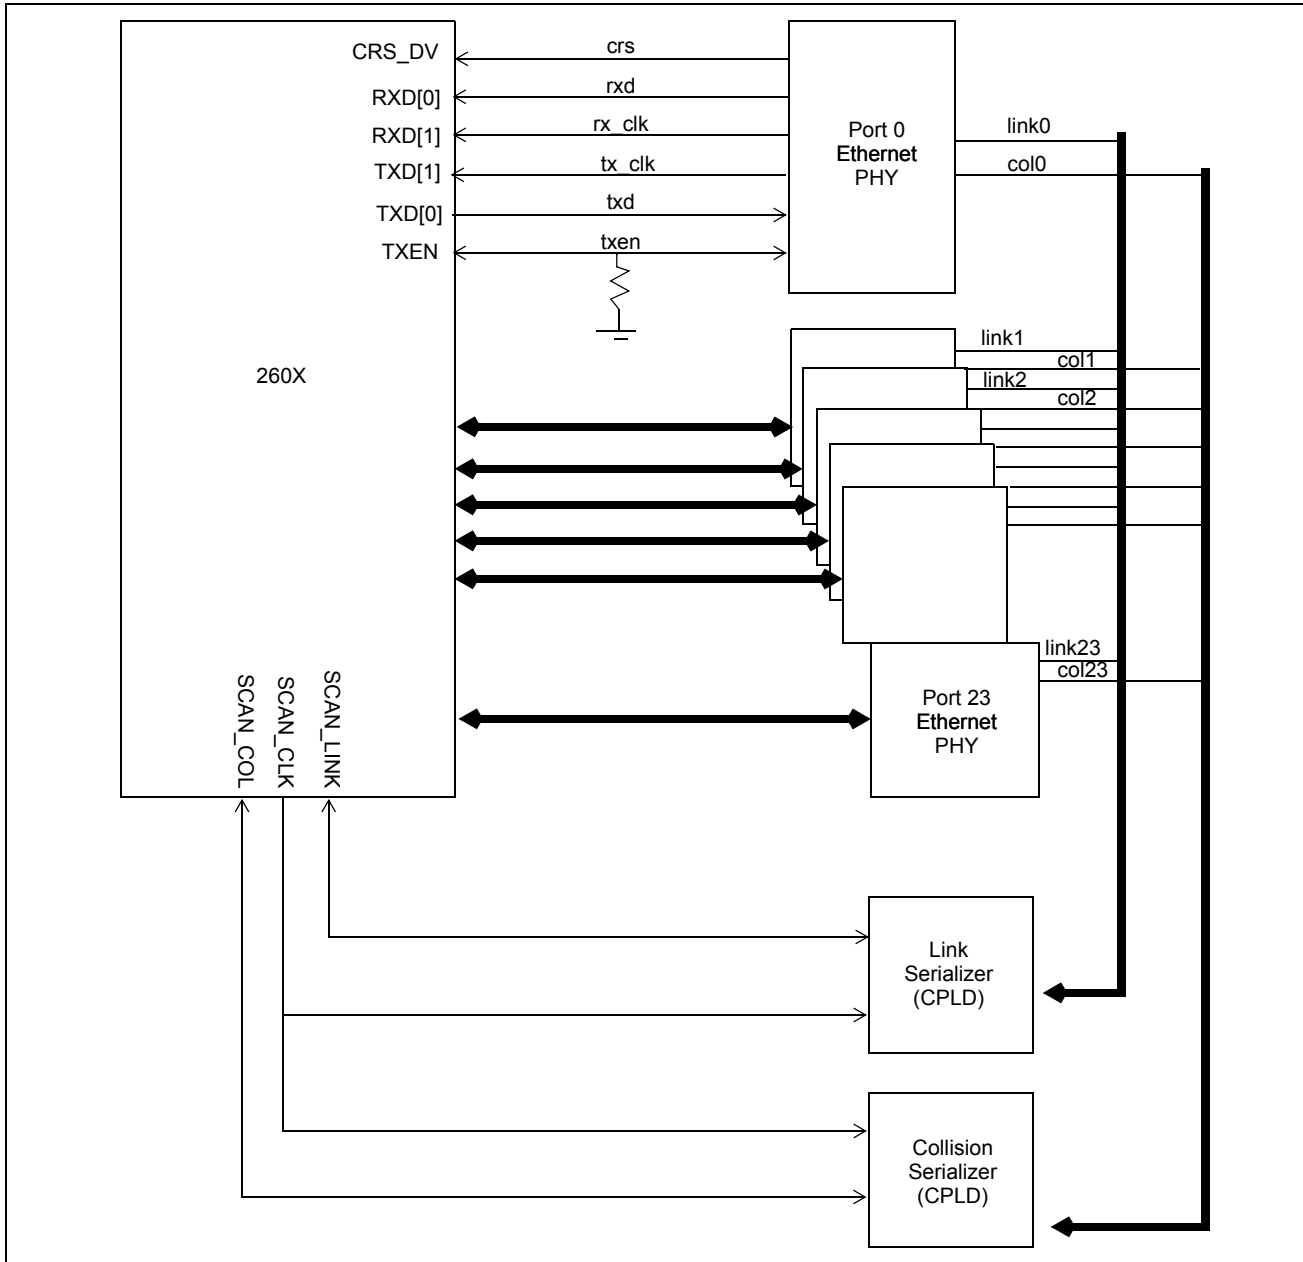 CRS_DV
crs
RXD[0]
rxd
RXD[1]
rx_clk
TXD[1]
tx_clk
TXD[0]
txd
TXEN
txen
Port 0
Ethernet
PHY
link0
col0
260X
link1
col1
link2
col2
link23
col23
Port 23
Ethernet
PHY
SCAN_COL
SCAN_CLK
SCAN_LINK
Link
Serializer
(CPLD)
Collision
Serializer
(CPLD)